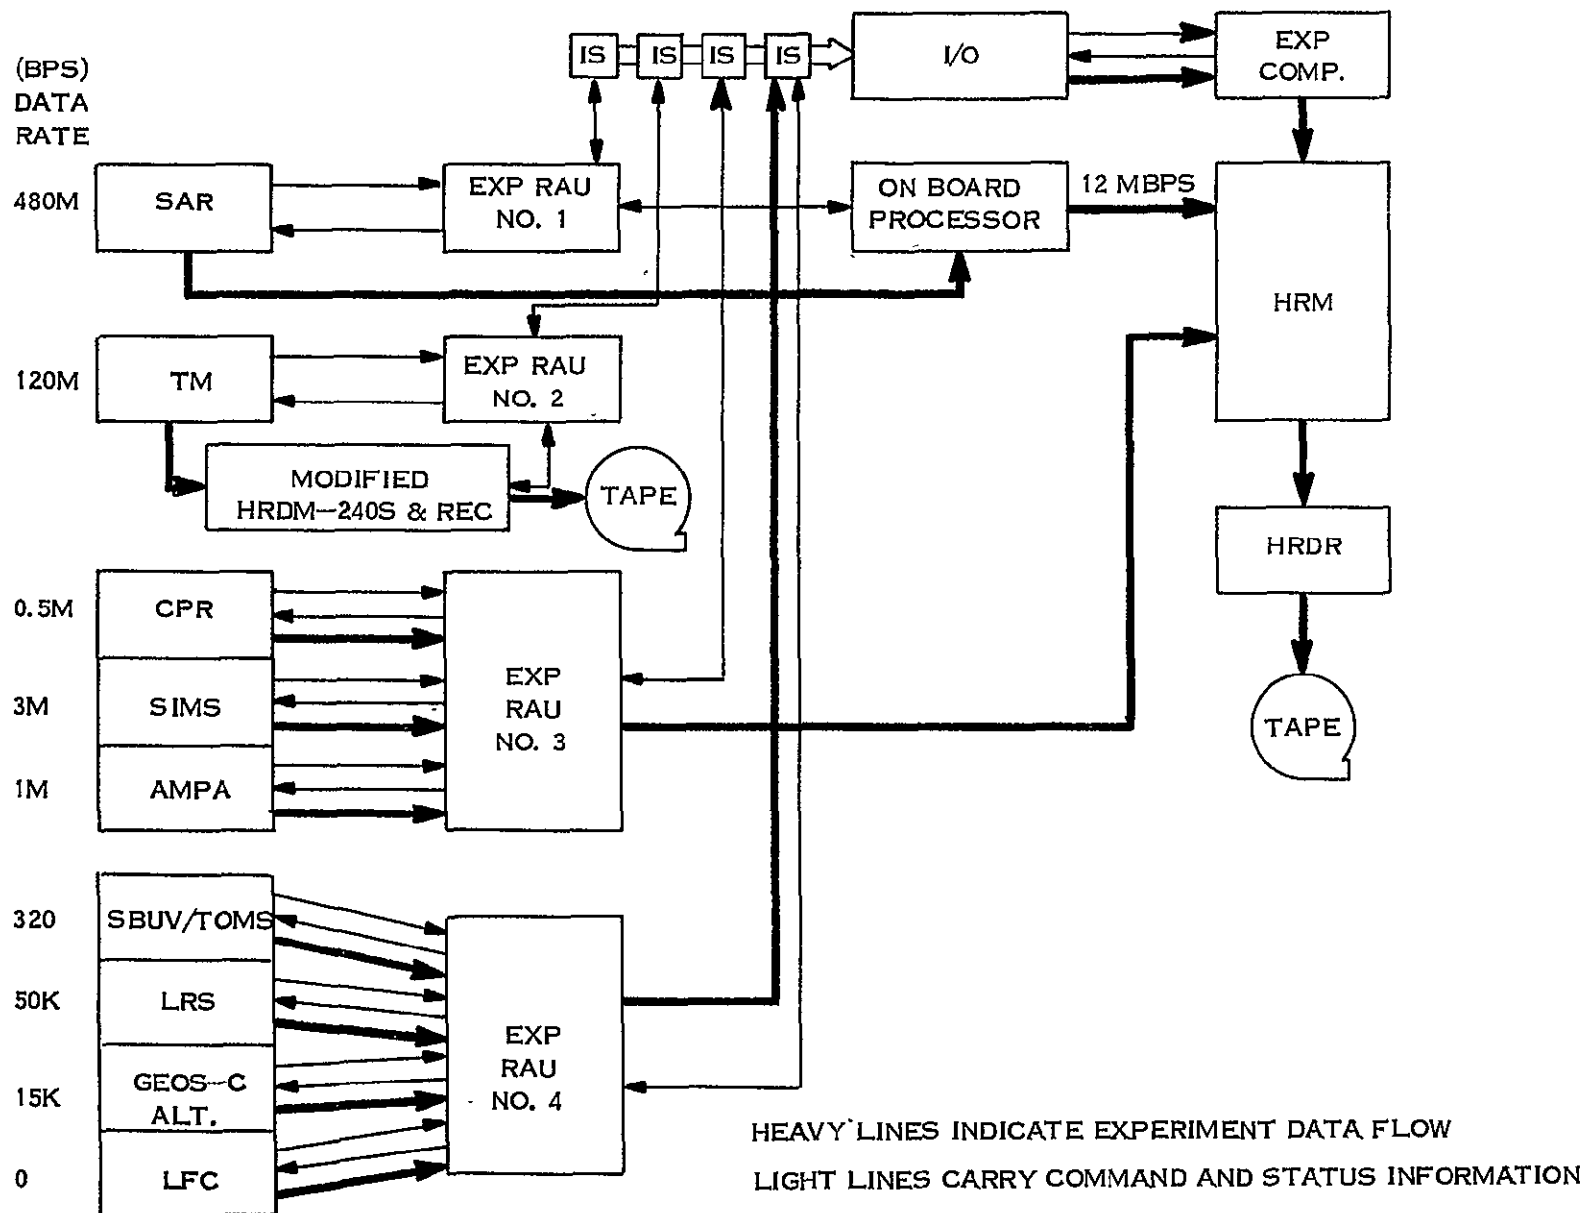 (BPS)
DATA
RATE
IS IS IS IS
I/O
EXP
COMP.
480M
SAR
EXP RAU
NO. 1
ON BOARD
PROCESSOR
12 MBPS
HRM
120M
TM
EXP RAU
NO. 2
MODIFIED
HRDM-240S & REC
TAPE
HRDR
TAPE
0.5M
CPR
3M
SIMS
1M
AMPA
EXP
RAU
NO. 3
320
SBUV/TOMS
50K
LRS
15K
GEOS-C
ALT.
0
LFC
EXP
RAU
NO. 4
HEAVY LINES INDICATE EXPERIMENT DATA FLOW
LIGHT LINES CARRY COMMAND AND STATUS INFORMATION